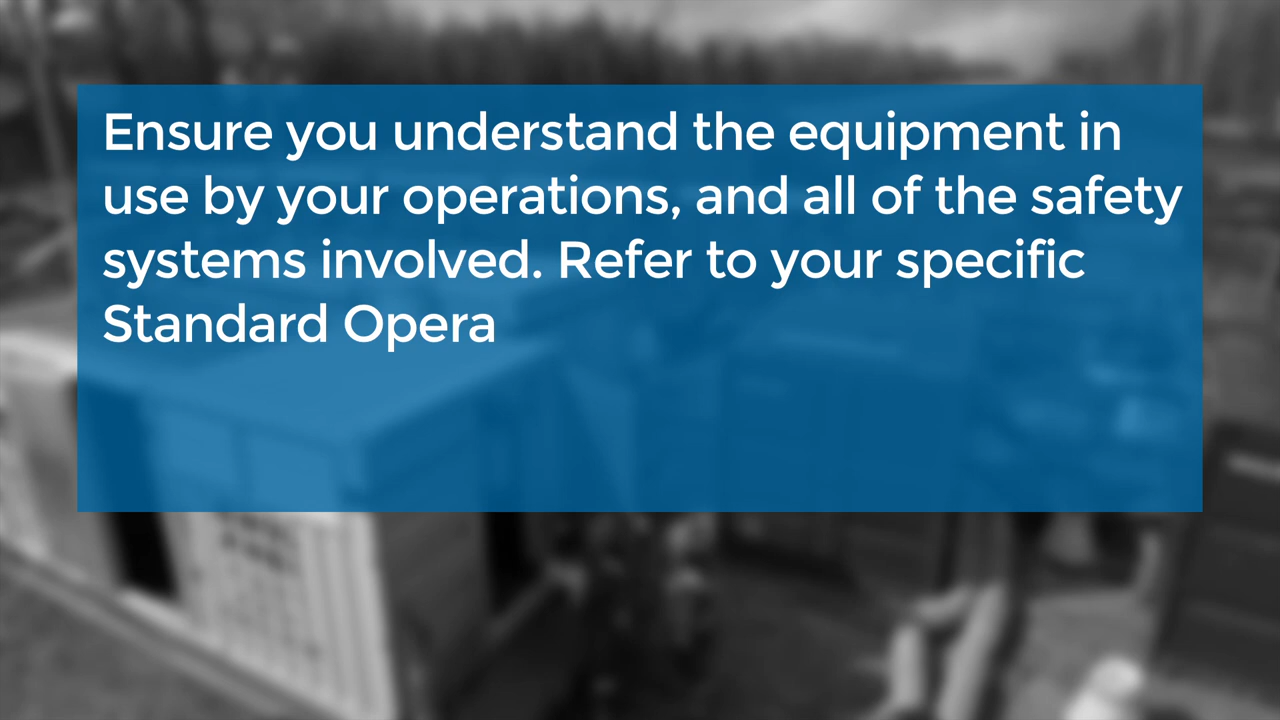 Ensure you understand the equipment in
use by your operations, and all of the safety
systems involved. Refer to your specific
Standard Opera